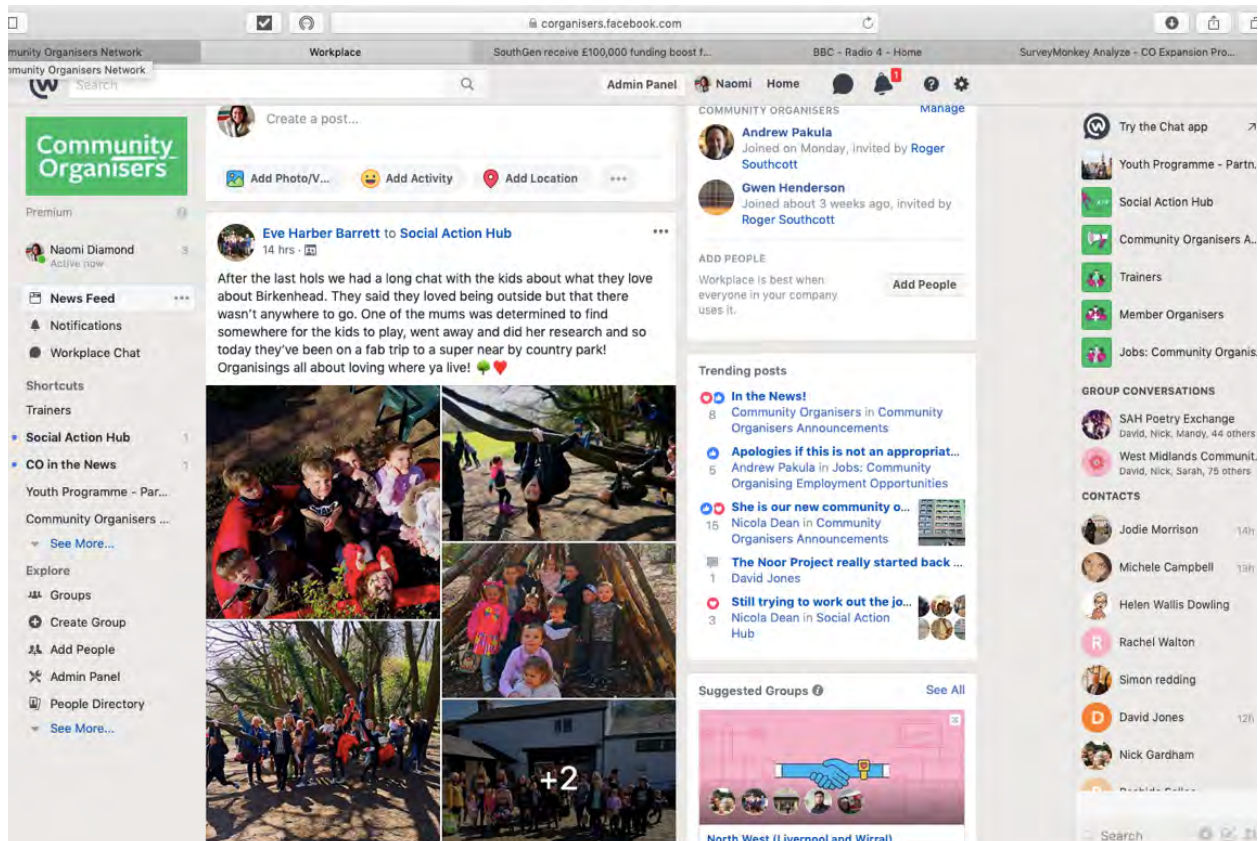 corganisers.facebook.com
munity Organisers Network
Workplace
SouthGen receive £100,000 funding boost f...
BBC - Radio 4 - Home
SurveyMonkey Analyze - CO Expansion Pro...
mmunity Organisers Network
Search
Admin Panel
Naomi
Home
1
Community
Organisers
Premium
Naomi Diamond
3
Active now
News Feed
Notifications
Workplace Chat
Shortcuts
Trainers
Social Action Hub
1
CO in the News
1
Youth Programme - Par...
Community Organisers ...
See More...
Explore
Groups
Create Group
Add People
Admin Panel
People Directory
See More...
Create a post...
Add Photo/V...
Add Activity
Add Location
Eve Harber Barrett to Social Action Hub
14 hrs ·
After the last hols we had a long chat with the kids about what they love
about Birkenhead. They said they loved being outside but that there
wasn't anywhere to go. One of the mums was determined to find
somewhere for the kids to play, went away and did her research and so
today they've been on a fab trip to a super near by country park!
Organisings all about loving where ya live! 🌳❤️
+2
COMMUNITY ORGANISERS
Manage
Andrew Pakula
Joined on Monday, invited by Roger
Southcott
Gwen Henderson
Joined about 3 weeks ago, invited by
Roger Southcott
ADD PEOPLE
Workplace is best when
everyone in your company
uses it.
Add People
Trending posts
In the News!
8
Community Organisers in Community
Organisers Announcements
Apologies if this is not an appropriat...
5
Andrew Pakula in Jobs: Community
Organising Employment Opportunities
She is our new community o...
15
Nicola Dean in Community
Organisers Announcements
The Noor Project really started back ...
1
David Jones
Still trying to work out the jo...
3
Nicola Dean in Social Action
Hub
Suggested Groups
See All
North West (Liverpool and Wirral)
Try the Chat app
Youth Programme - Partn.
Social Action Hub
Community Organisers A..
Trainers
Member Organisers
Jobs: Community Organis.
GROUP CONVERSATIONS
SAH Poetry Exchange
David, Nick, Mandy, 44 others
West Midlands Communit.
David, Nick, Sarah, 75 others
CONTACTS
Jodie Morrison
14h
Michele Campbell
13h
Helen Wallis Dowling
R
Rachel Walton
Simon redding
D
David Jones
12h
Nick Gardham
Search